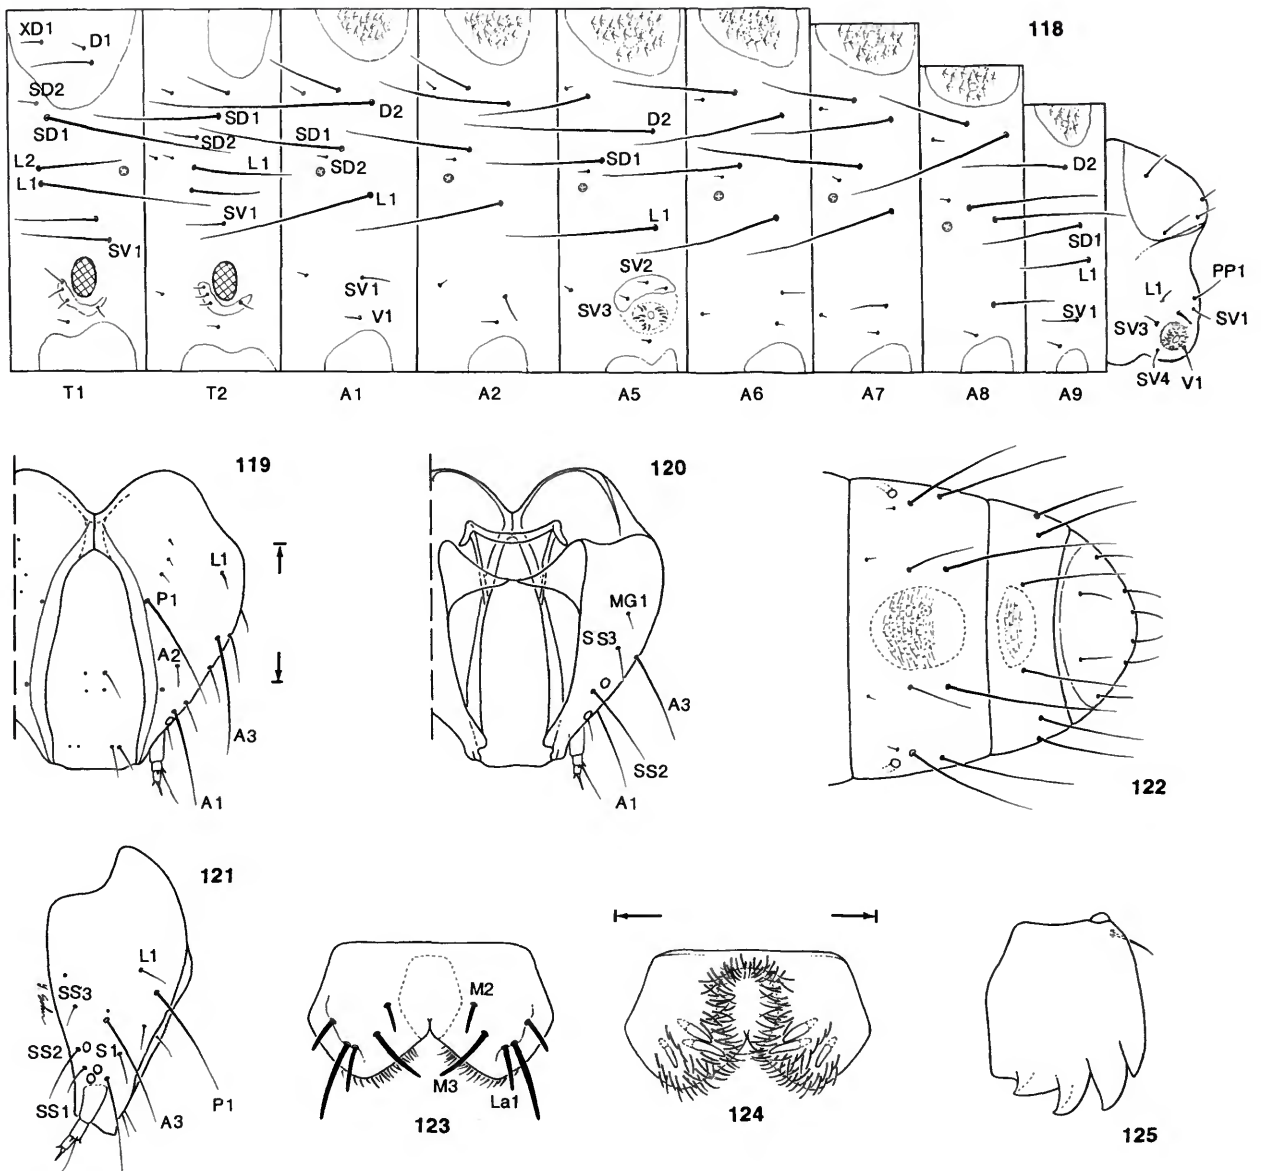 118
XD1
D1
SD2
SD1
L2
L1
SV1
SD1
SD2
L1
SV1
D2
SD1
SD2
L1
SV1
V1
D2
SD1
L1
SV2
SV3
D2
SD1
L1
SV1
L1
PP1
SV3
SV1
SV4
V1
T1 T2 A1 A2 A5 A6 A7 A8 A9
119
L1
P1
A2
A3
A1
120
MG1
SS3
A3
SS2
A1
122
121
L1
SS3
SS2
S1
SS1
A3
P1
M2
M3
La1
123
124
125